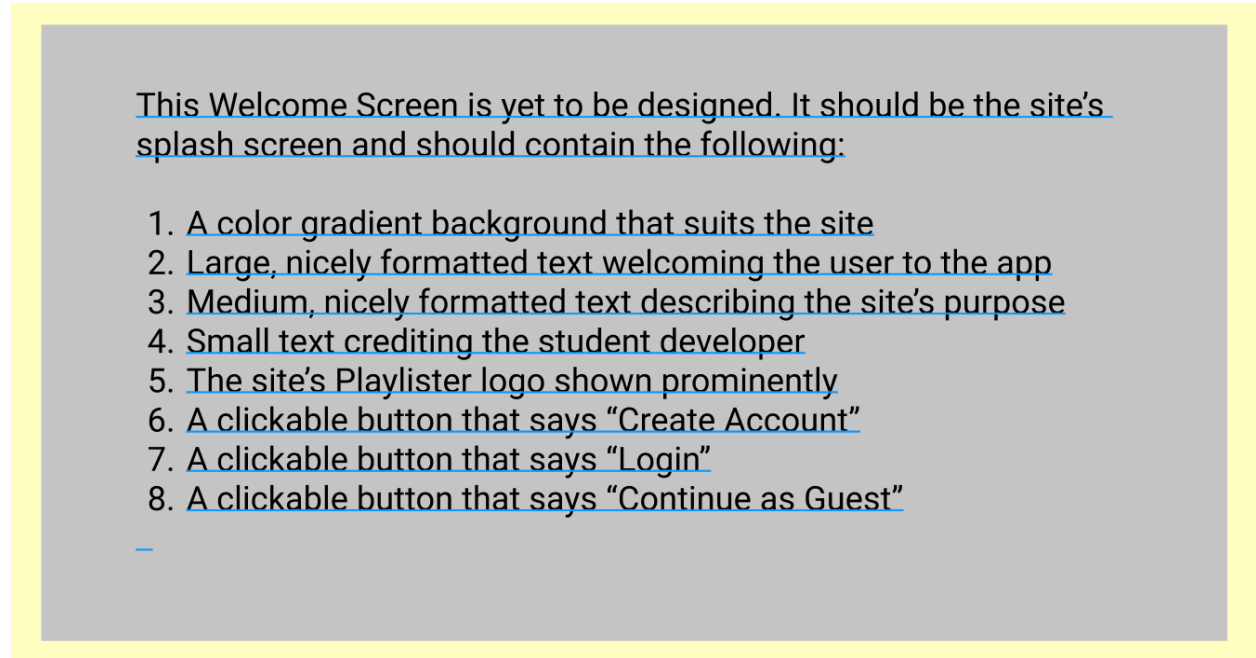 This Welcome Screen is yet to be designed. It should be the site’s
splash screen and should contain the following:
1. A color gradient background that suits the site
2. Large, nicely formatted text welcoming the user to the app
3. Medium, nicely formatted text describing the site’s purpose
4. Small text crediting the student developer
5. The site’s Playlister logo shown prominently
6. A clickable button that says “Create Account”
7. A clickable button that says “Login”
8. A clickable button that says “Continue as Guest”